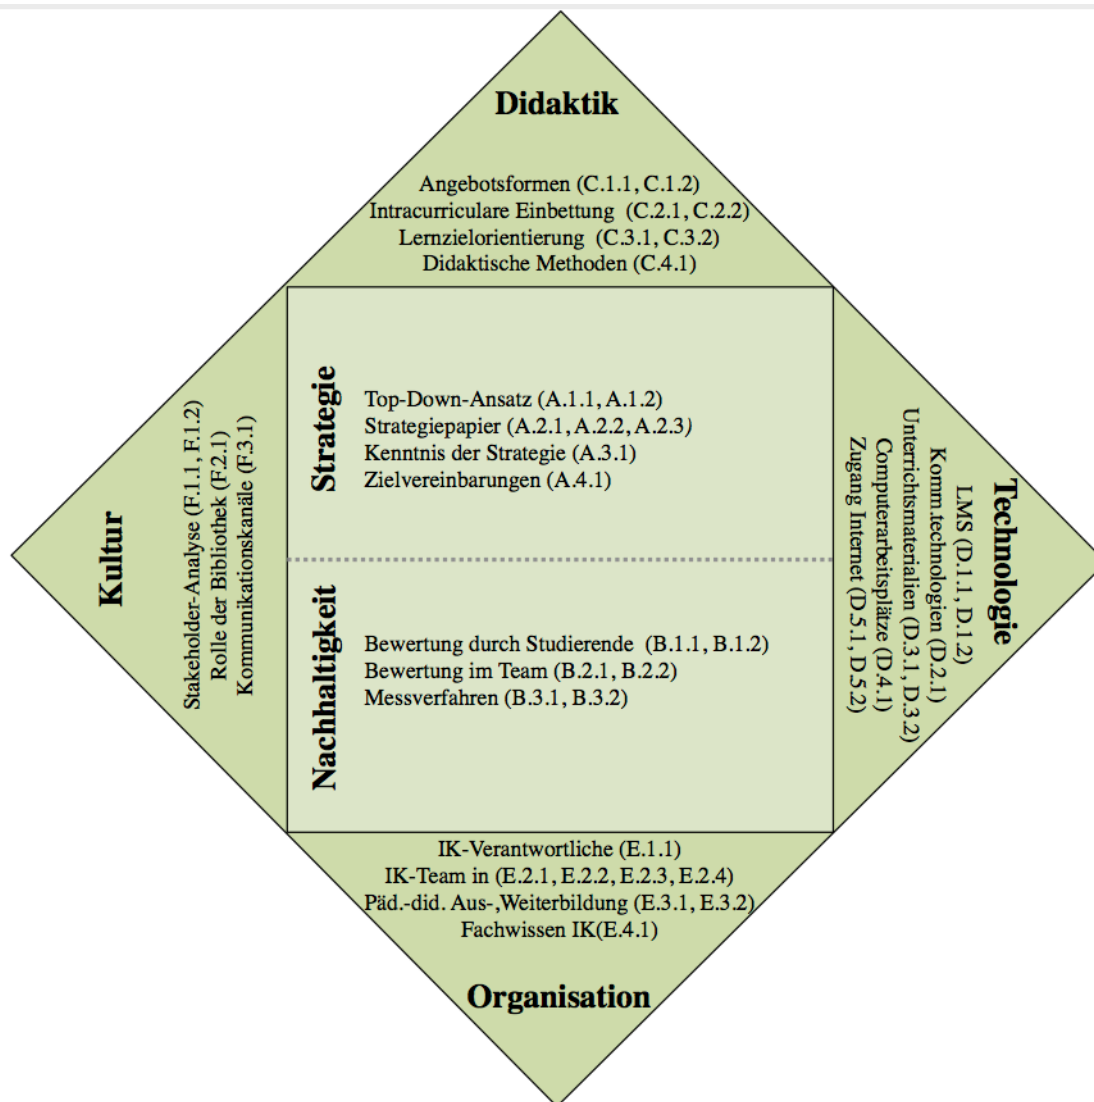 Didaktik
Angebotsformen (C.1.1, C.1.2)
Intracurriculare Einbettung (C.2.1, C.2.2)
Lernzielorientierung (C.3.1, C.3.2)
Didaktische Methoden (C.4.1)
Kultur
Stakeholder-Analyse (F.1.1, F.1.2)
Rolle der Bibliothek (F.2.1)
Kommunikationskanäle (F.3.1)
Strategie
Top-Down-Ansatz (A.1.1, A.1.2)
Strategiepapier (A.2.1, A.2.2, A.2.3)
Kenntnis der Strategie (A.3.1)
Zielvereinbarungen (A.4.1)
Nachhaltigkeit
Bewertung durch Studierende (B.1.1, B.1.2)
Bewertung im Team (B.2.1, B.2.2)
Messverfahren (B.3.1, B.3.2)
Technologie
LMS (D.1.1, D.1.2)
Komm.technologien (D.2.1)
Unterrichtsmaterialien (D.3.1, D.3.2)
Computerarbeitsplätze (D.4.1)
Zugang Internet (D.5.1, D.5.2)
IK-Verantwortliche (E.1.1)
IK-Team in (E.2.1, E.2.2, E.2.3, E.2.4)
Päd.-did. Aus-,Weiterbildung (E.3.1, E.3.2)
Fachwissen IK(E.4.1)
Organisation